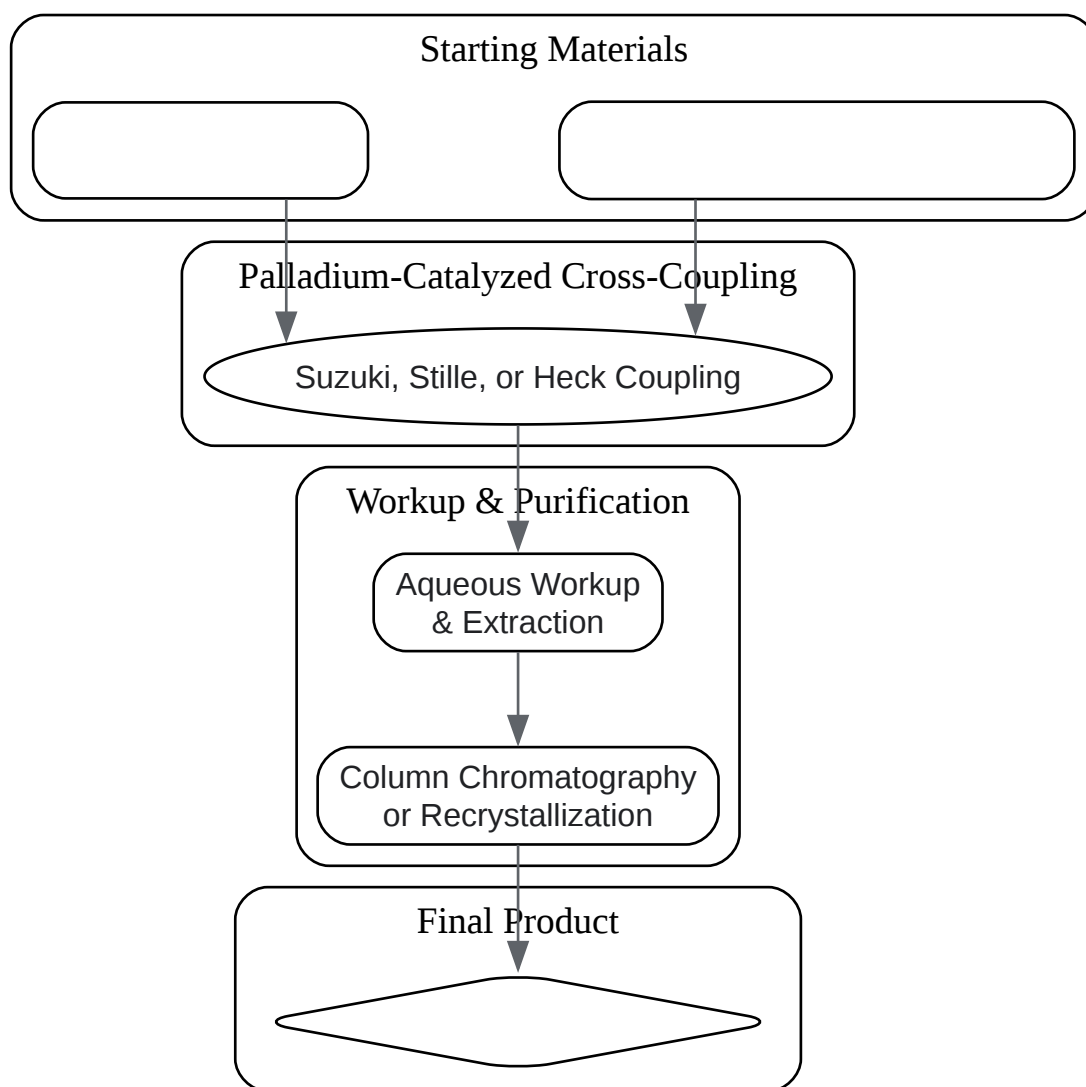 Starting Materials
Palladium-Catalyzed Cross-Coupling
Suzuki, Stille, or Heck Coupling
Workup & Purification
Aqueous Workup
& Extraction
Column Chromatography
or Recrystallization
Final Product